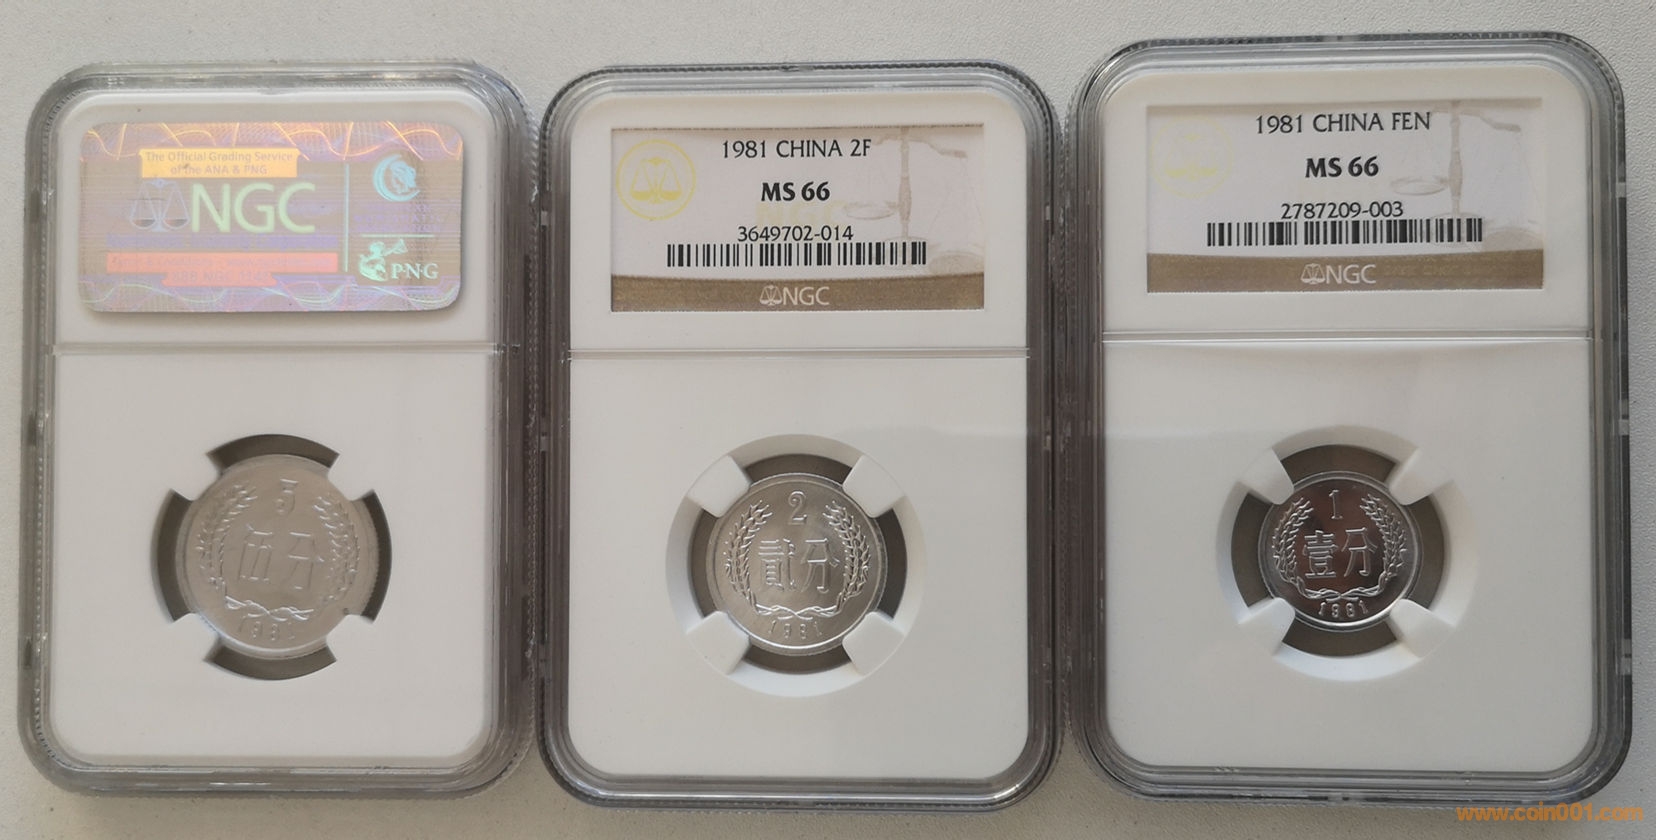 The Official Grading Service
of the ANA & PNG
NGC
PNG
5
伍分
1981
1981 CHINA 2F
MS 66
3649702-014
NGC
2
贰分
1981
1981 CHINA FEN
MS 66
2787209-003
NGC
1
壹分
1981
www.coin001.com